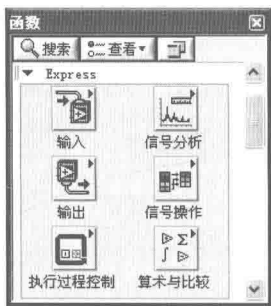 函数
搜索 查看
Express
输入 信号分析
输出 信号操作
执行过程控制 算术与比较